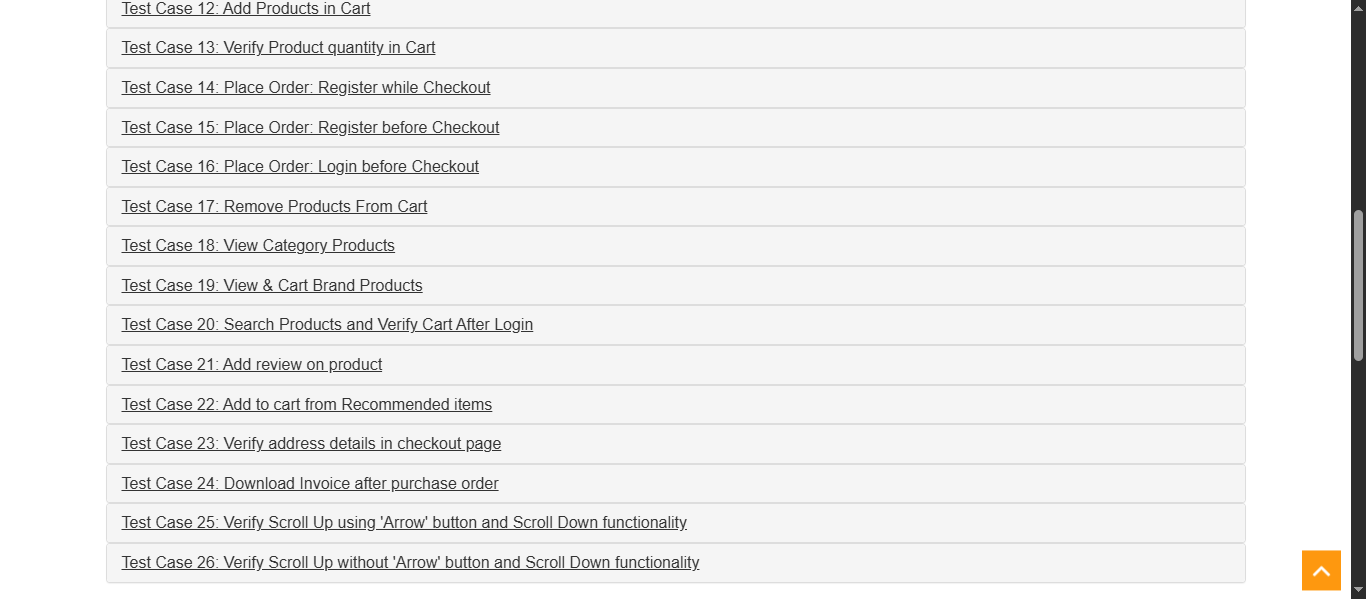 Test Case 12: Add Products in Cart
Test Case 13: Verify Product quantity in Cart
Test Case 14: Place Order: Register while Checkout
Test Case 15: Place Order: Register before Checkout
Test Case 16: Place Order: Login before Checkout
Test Case 17: Remove Products From Cart
Test Case 18: View Category Products
Test Case 19: View & Cart Brand Products
Test Case 20: Search Products and Verify Cart After Login
Test Case 21: Add review on product
Test Case 22: Add to cart from Recommended items
Test Case 23: Verify address details in checkout page
Test Case 24: Download Invoice after purchase order
Test Case 25: Verify Scroll Up using 'Arrow' button and Scroll Down functionality
Test Case 26: Verify Scroll Up without 'Arrow' button and Scroll Down functionality